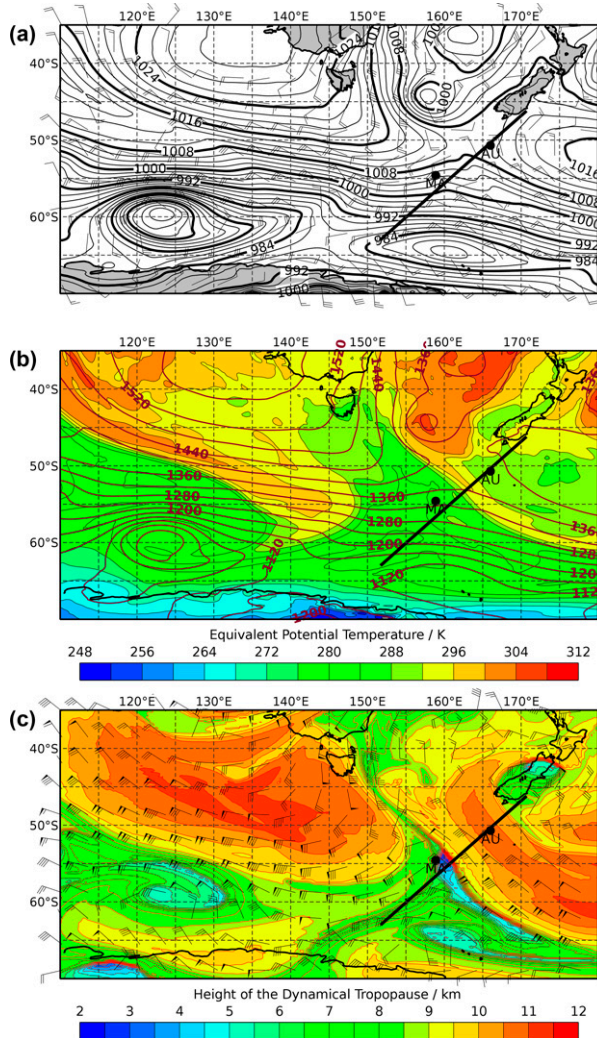 (a)
120°E 130°E 140°E 150°E 160°E 170°E
40°S
50°S
60°S
1024
1024
1008
1000
1016
1008
1000
992
984
1000
1008
1000
992
984
MA
AU
1016
1008
1000
992
984
992
1000
(b)
120°E 130°E 140°E 150°E 160°E 170°E
40°S
50°S
60°S
1520
1520
1440
1360
1440
1360
1280
1200
1120
1360
1280
1200
1120
MA
AU
1360
1280
1200
1200
Equivalent Potential Temperature / K
248 256 264 272 280 288 296 304 312
(c)
120°E 130°E 140°E 150°E 160°E 170°E
40°S
50°S
60°S
MA
AU
Height of the Dynamical Tropopause / km
2 3 4 5 6 7 8 9 10 11 12